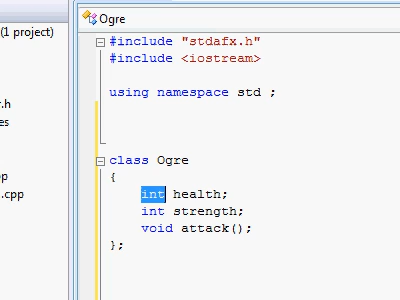 Ogre
(1 project)
#include "stdafx.h"
#include <iostream>
.h
using namespace std ;
class Ogre
{
int health;
.cpp
int strength;
void attack();
};